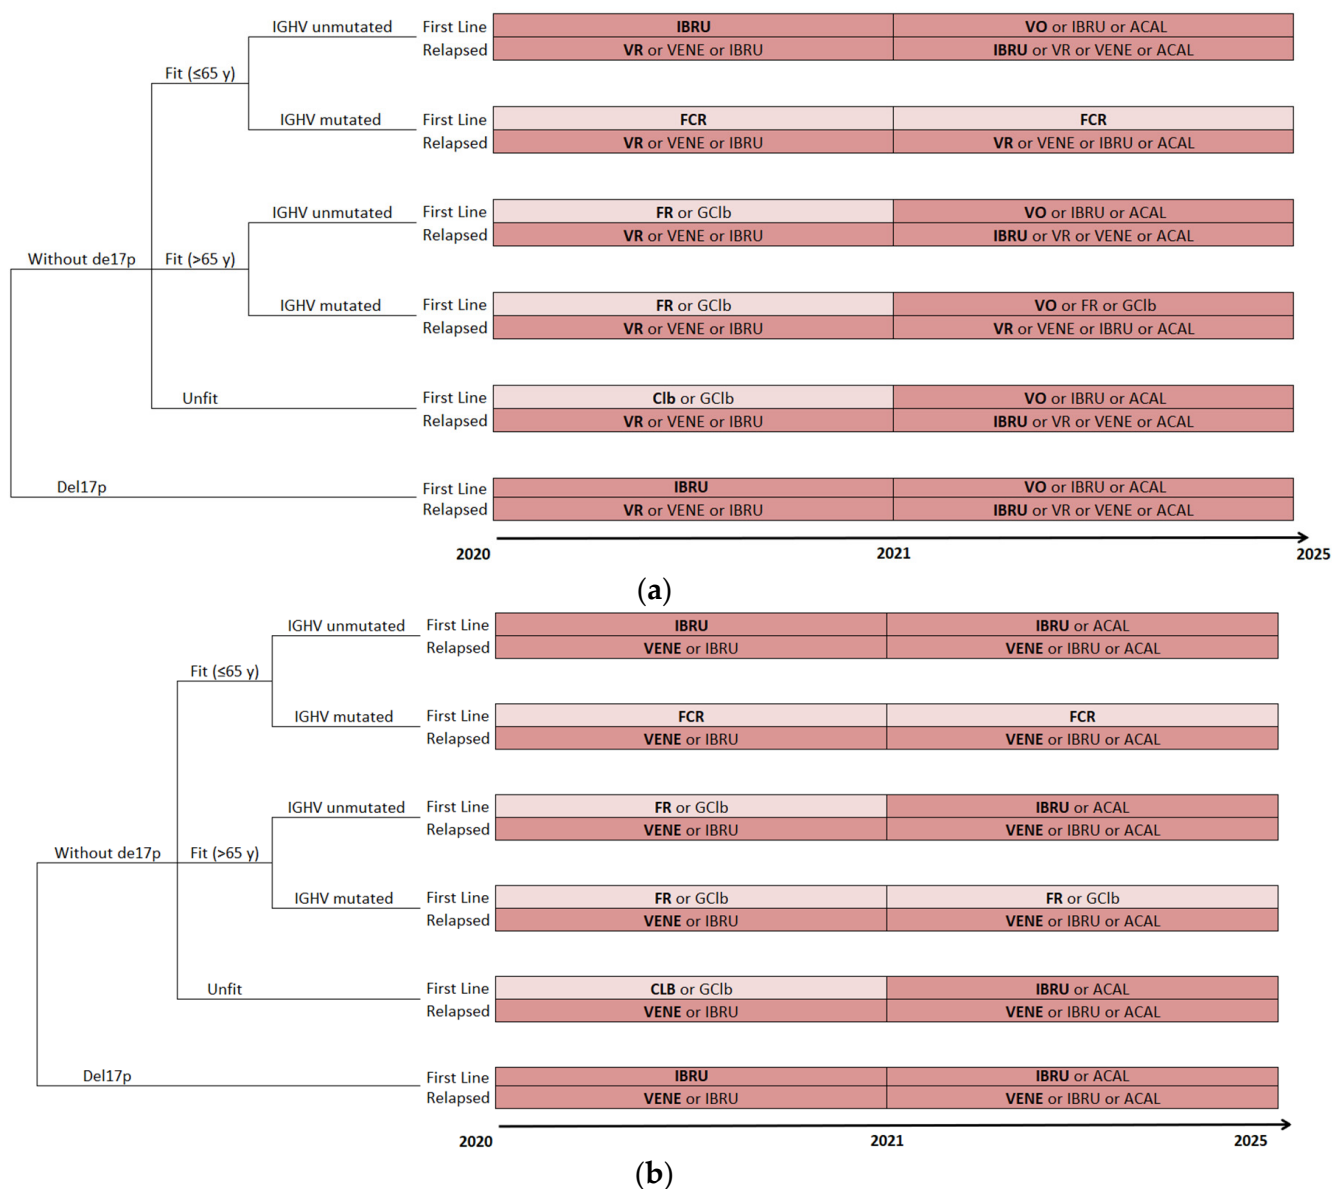 IGHV unmutated First Line IBRU VO or IBRU or ACAL
Relapsed VR or VENE or IBRU IBRU or VR or VENE or ACAL
Fit (≤65 y)
IGHV mutated First Line FCR FCR
Relapsed VR or VENE or IBRU VR or VENE or IBRU or ACAL
IGHV unmutated First Line FR or GClb VO or IBRU or ACAL
Relapsed VR or VENE or IBRU IBRU or VR or VENE or ACAL
Without de17p Fit (>65 y)
IGHV mutated First Line FR or GClb VO or FR or GClb
Relapsed VR or VENE or IBRU VR or VENE or IBRU or ACAL
Unfit First Line Clb or GClb VO or IBRU or ACAL
Relapsed VR or VENE or IBRU IBRU or VR or VENE or ACAL
Del17p First Line IBRU VO or IBRU or ACAL
Relapsed VR or VENE or IBRU IBRU or VR or VENE or ACAL
2020 2021 2025
(a)
IGHV unmutated First Line IBRU IBRU or ACAL
Relapsed VENE or IBRU VENE or IBRU or ACAL
Fit (≤65 y)
IGHV mutated First Line FCR FCR
Relapsed VENE or IBRU VENE or IBRU or ACAL
IGHV unmutated First Line FR or GClb IBRU or ACAL
Relapsed VENE or IBRU VENE or IBRU or ACAL
Without de17p Fit (>65 y)
IGHV mutated First Line FR or GClb FR or GClb
Relapsed VENE or IBRU VENE or IBRU or ACAL
Unfit First Line CLB or GClb IBRU or ACAL
Relapsed VENE or IBRU VENE or IBRU or ACAL
Del17p First Line IBRU IBRU or ACAL
Relapsed VENE or IBRU VENE or IBRU or ACAL
2020 2021 2025
(b)